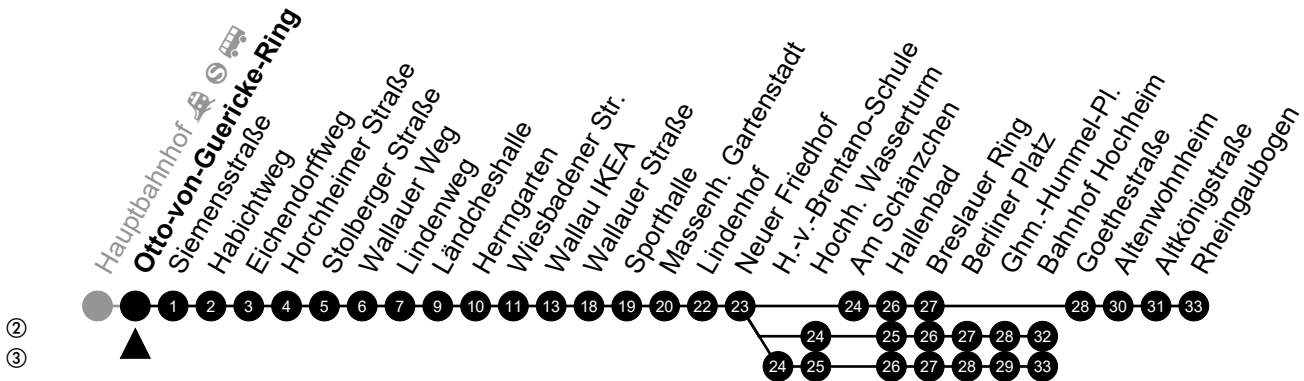 Hauptbahnhof
Otto-von-Guericke-Ring
Siemensstraße
Habichtweg
Eichendorffweg
Horchheimer Straße
Stolberger Straße
Wallauer Weg
Lindenweg
Ländcheshalle
Herrngarten
Wiesbadener Str.
Wallau IKEA
Wallauer Straße
Sporthalle
Massenh. Gartenstadt
Lindenhof
Neuer Friedhof
H.-v.-Brentano-Schule
Hochh. Wasserturm
Am Schänzchen
Hallenbad
Breslauer Ring
Berliner Platz
Ghm.-Hummel-Pl.
Bahnhof Hochheim
Goethestraße
Altenwohnheim
Altkönigstraße
Rheingaubogen
1 2 3 4 5 6 7 9 10 11 13 18 19 20 22 23 24 26 27 28 30 31 33
② 24 25 26 27 28 32
③ 24 25 26 27 28 29 33